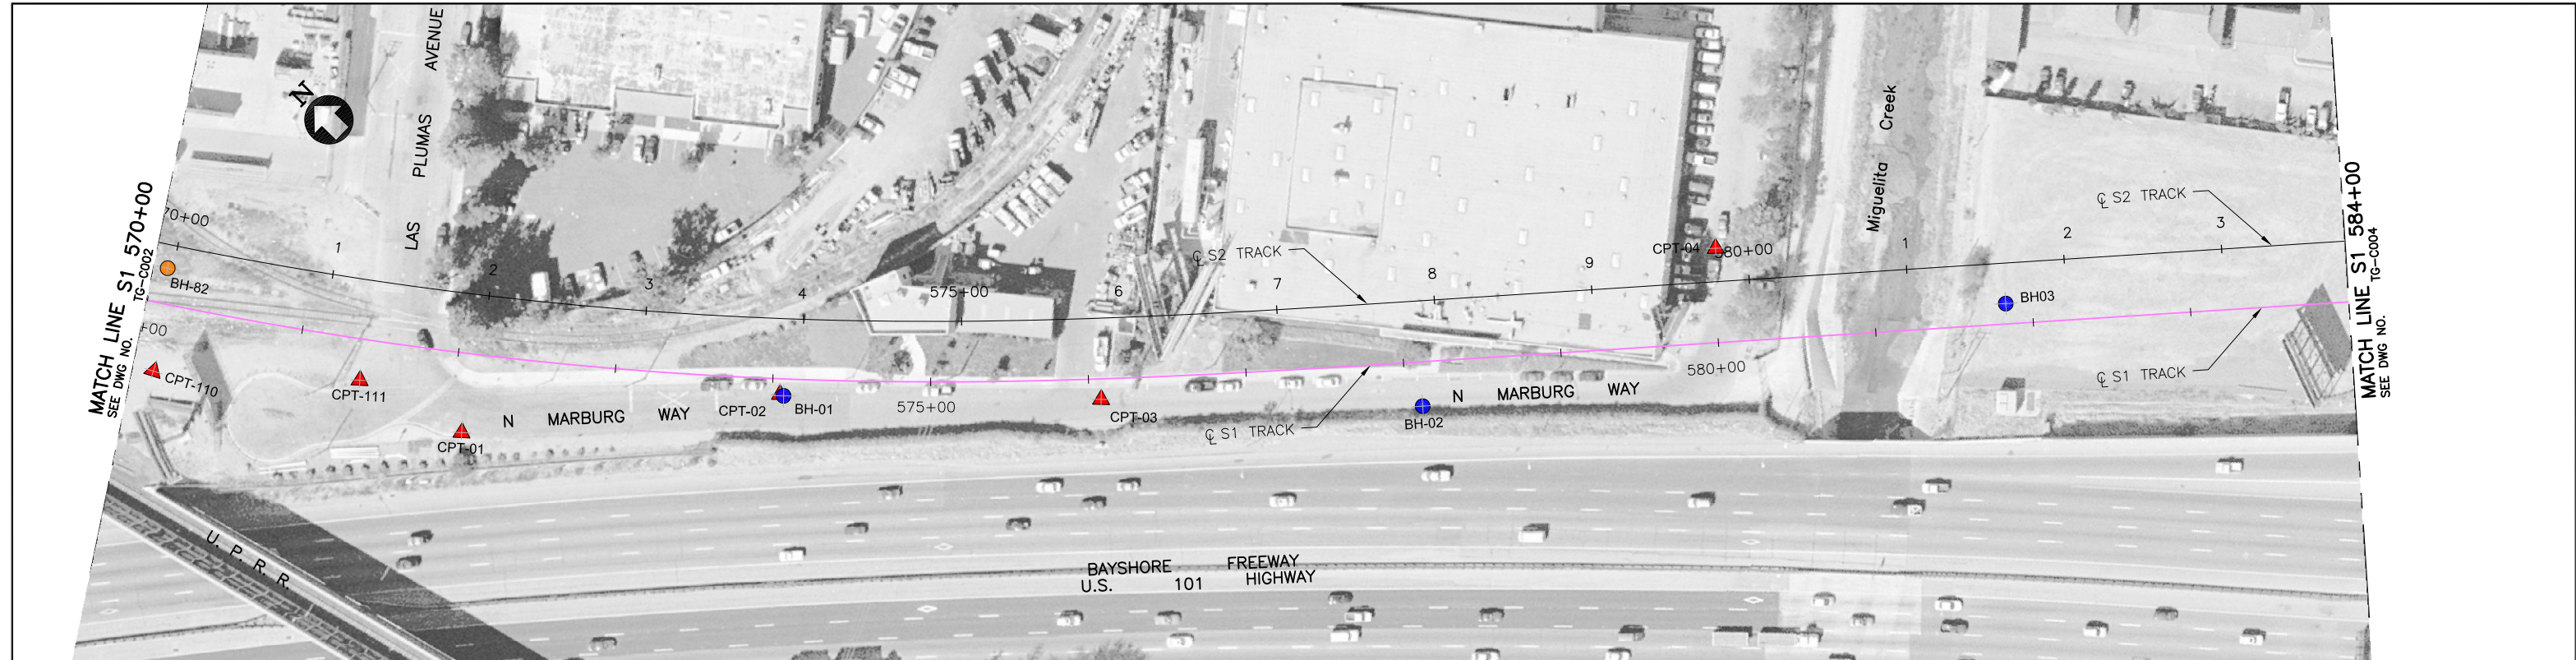 N
LAS PLUMAS AVENUE
Miguelita Creek
MATCH LINE S1 570+00
SEE DWG NO. TG-C002
70+00
1
2
3
4
575+00
6
7
8
9
580+00
1
2
3
℄ S2 TRACK
℄ S2 TRACK
CPT-04
BH-82
BH03
+00
CPT-110
CPT-111
CPT-01
CPT-02
BH-01
575+00
CPT-03
BH-02
580+00
N MARBURG WAY
N MARBURG WAY
℄ S1 TRACK
℄ S1 TRACK
MATCH LINE S1 584+00
SEE DWG NO. TG-C004
U. P. R. R.
BAYSHORE FREEWAY
U.S. 101 HIGHWAY